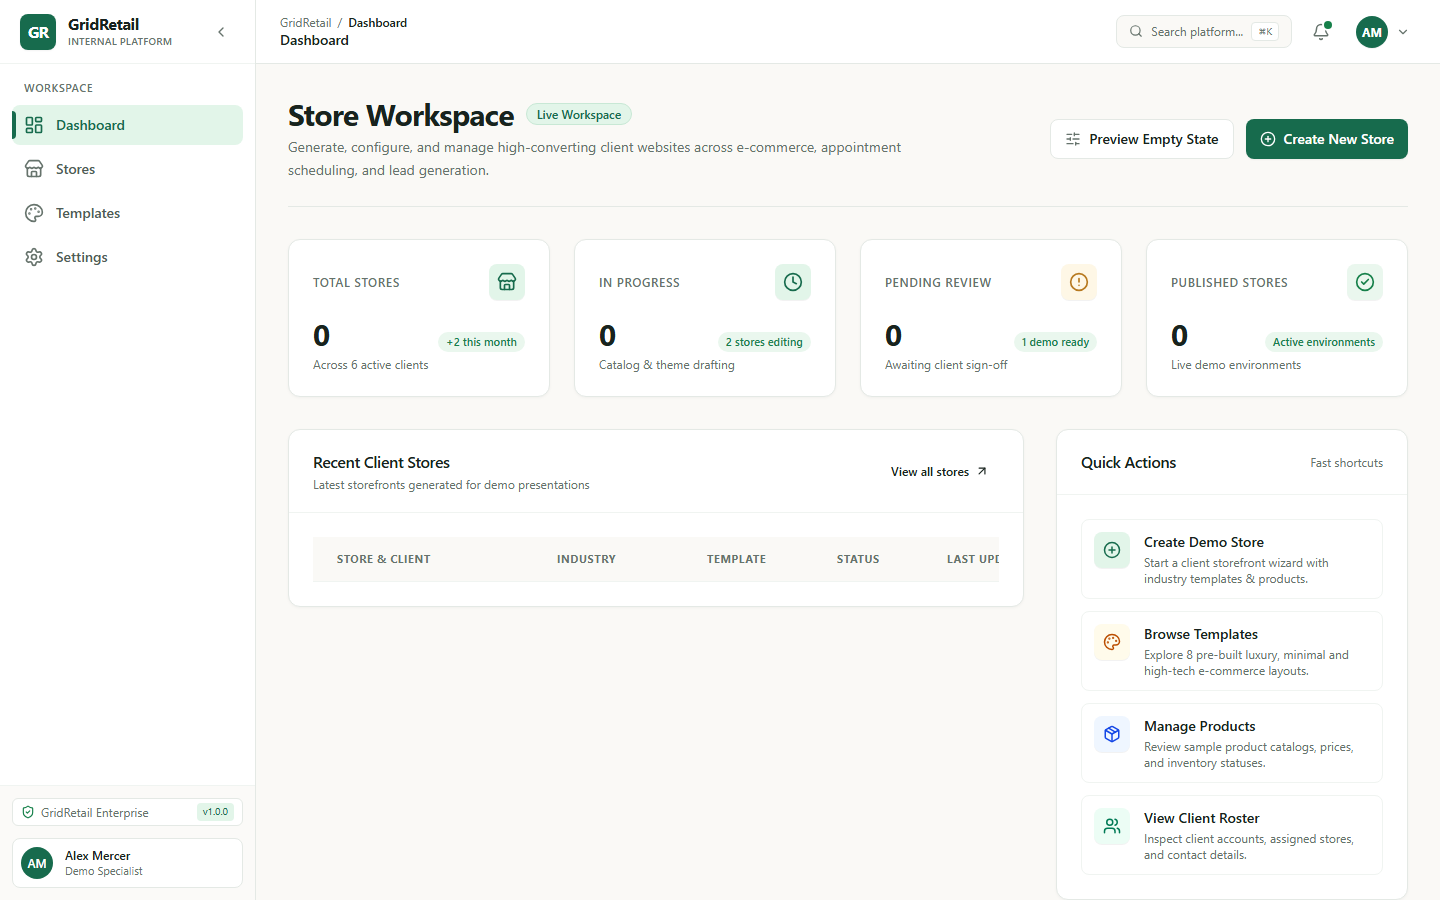 GR
GridRetail
INTERNAL PLATFORM
WORKSPACE
Dashboard
Stores
Templates
Settings
GridRetail Enterprise
v1.0.0
AM
Alex Mercer
Demo Specialist
GridRetail / Dashboard
Dashboard
Search platform...
⌘K
AM
Store Workspace
Live Workspace
Generate, configure, and manage high-converting client websites across e-commerce, appointment
scheduling, and lead generation.
Preview Empty State
Create New Store
TOTAL STORES
0
+2 this month
Across 6 active clients
IN PROGRESS
0
2 stores editing
Catalog & theme drafting
PENDING REVIEW
0
1 demo ready
Awaiting client sign-off
PUBLISHED STORES
0
Active environments
Live demo environments
Recent Client Stores
Latest storefronts generated for demo presentations
View all stores
STORE & CLIENT
INDUSTRY
TEMPLATE
STATUS
LAST UPD
Quick Actions
Fast shortcuts
Create Demo Store
Start a client storefront wizard with
industry templates & products.
Browse Templates
Explore 8 pre-built luxury, minimal and
high-tech e-commerce layouts.
Manage Products
Review sample product catalogs, prices,
and inventory statuses.
View Client Roster
Inspect client accounts, assigned stores,
and contact details.